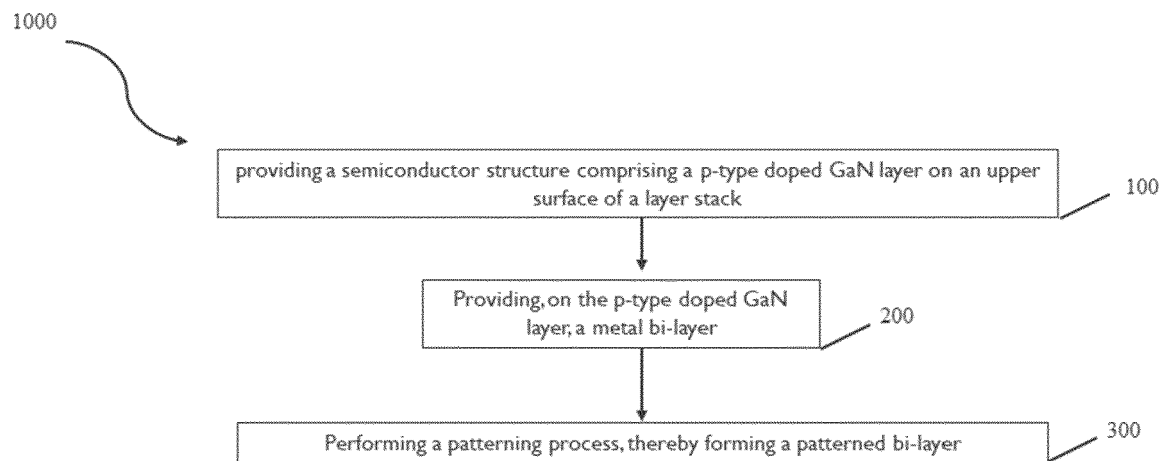 1000
providing a semiconductor structure comprising a p-type doped GaN layer on an upper
surface of a layer stack
100
Providing, on the p-type doped GaN
layer, a metal bi-layer
200
Performing a patterning process, thereby forming a patterned bi-layer
300